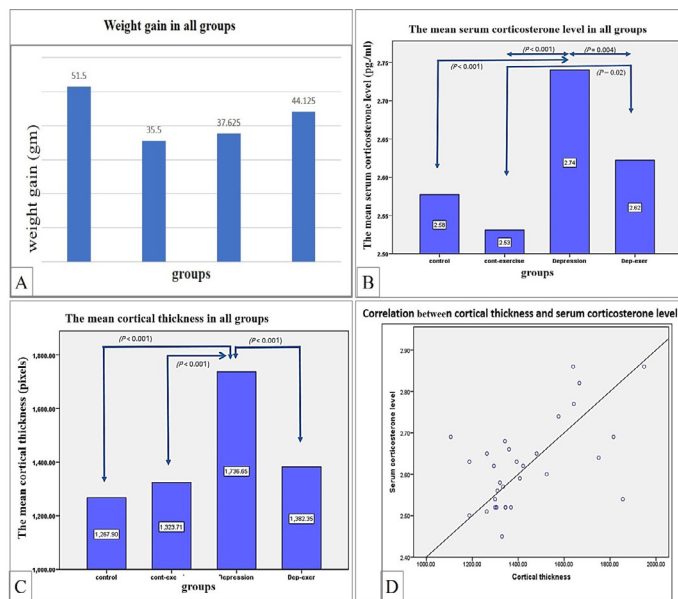 Weight gain in all groups
51.5
35.5
37.625
44.125
weight gain (gm)
groups
A
The mean serum corticosterone level in all groups
(P < 0.001)
(P = 0.004)
(P < 0.001)
(P = 0.02)
The mean serum corticosterone level (pg./ml)
2.75
2.70
2.65
2.60
2.55
2.50
2.58
2.53
2.74
2.62
control
cont-exercise
Depression
Dep-exer
groups
B
The mean cortical thickness in all groups
(P < 0.001)
(P < 0.001)
(P < 0.001)
The mean cortical thickness (pixels)
1,800.00
1,600.00
1,400.00
1,200.00
1,000.00
1,267.90
1,323.71
1,736.65
1,382.35
control
cont-exe
Depression
Dep-exer
groups
C
Correlation between cortical thickness and serum corticosterone level
Serum corticosterone level
2.90
2.80
2.70
2.60
2.50
2.40
1000.00
1200.00
1400.00
1600.00
1800.00
2000.00
Cortical thickness
D